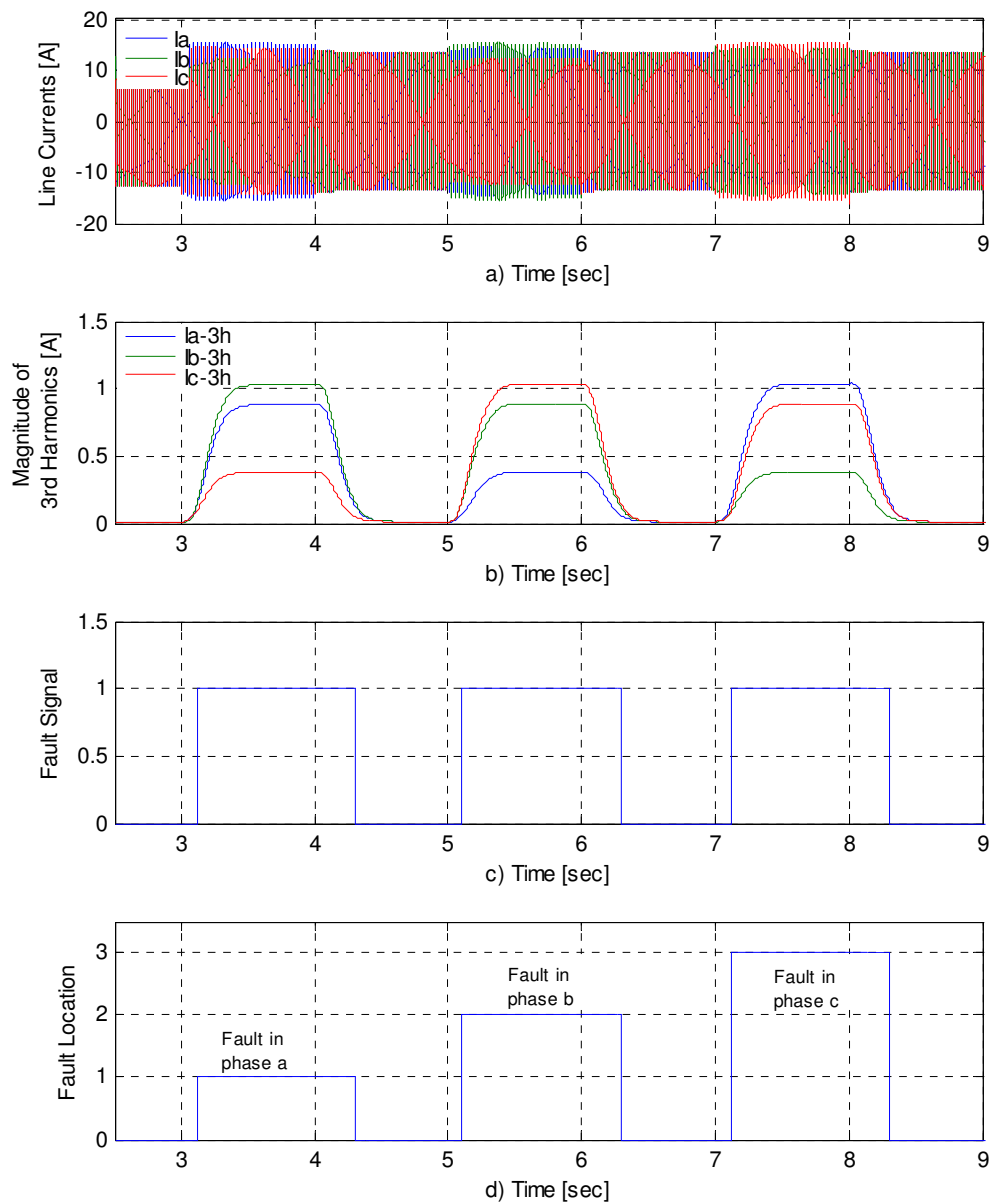 20
10
0
-10
-20
Line Currents [A]
Ia
Ib
Ic
3 4 5 6 7 8 9
a) Time [sec]
1.5
1
0.5
0
Magnitude of
3rd Harmonics [A]
Ia-3h
Ib-3h
Ic-3h
3 4 5 6 7 8 9
b) Time [sec]
1.5
1
0.5
0
Fault Signal
3 4 5 6 7 8 9
c) Time [sec]
3
2
1
0
Fault Location
Fault in
phase a
Fault in
phase b
Fault in
phase c
3 4 5 6 7 8 9
d) Time [sec]